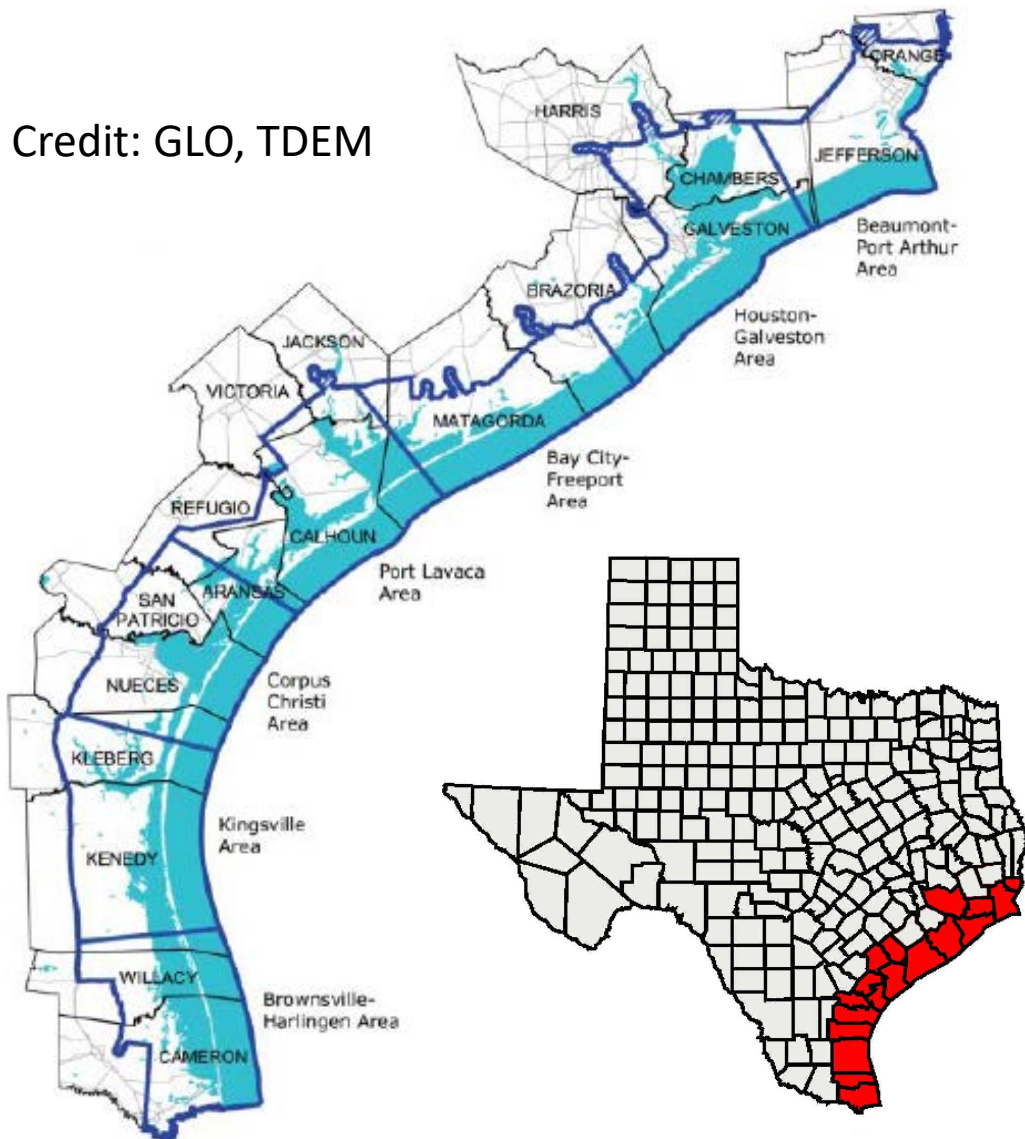 Credit: GLO, TDEM
ORANGE
HARRIS
JEFFERSON
CHAMBERS
GALVESTON
Beaumont-
Port Arthur
Area
BRAZORIA
Houston-
Galveston
Area
JACKSON
VICTORIA
MATAGORDA
Bay City-
Freeport
Area
REFUGIO
CALHOUN
Port Lavaca
Area
ARANSAS
SAN
PATRICIO
NUECES
Corpus
Christi
Area
KLEBERG
Kingsville
Area
KENEDY
WILLACY
Brownsville-
Harlingen Area
CAMERON